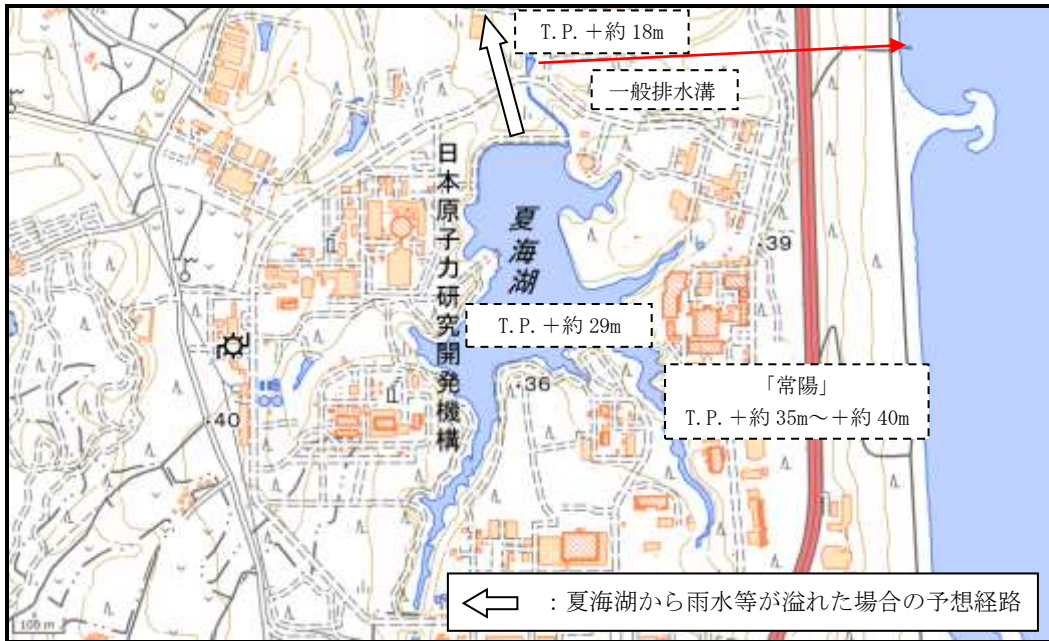 T.P.＋約 18m
一般排水溝
日本原子力研究開発機構
夏海湖
・39
T.P.＋約 29m
・36
「常陽」
T.P.＋約 35m～＋約 40m
・40
：夏海湖から雨水等が溢れた場合の予想経路
100 m